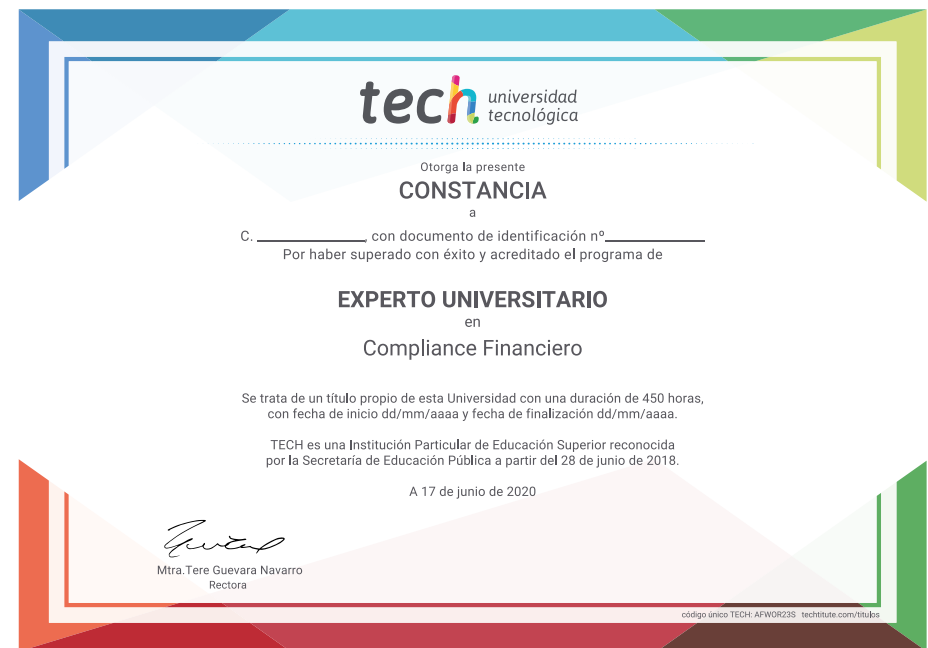 tech universidad
tecnológica
Otorga la presente
CONSTANCIA
a
C. ______________, con documento de identificación nº______________
Por haber superado con éxito y acreditado el programa de
EXPERTO UNIVERSITARIO
en
Compliance Financiero
Se trata de un título propio de esta Universidad con una duración de 450 horas,
con fecha de inicio dd/mm/aaaa y fecha de finalización dd/mm/aaaa.
TECH es una Institución Particular de Educación Superior reconocida
por la Secretaría de Educación Pública a partir del 28 de junio de 2018.
A 17 de junio de 2020
Mtra.Tere Guevara Navarro
Rectora
código único TECH: AFWOR23S techtitute.com/titulos